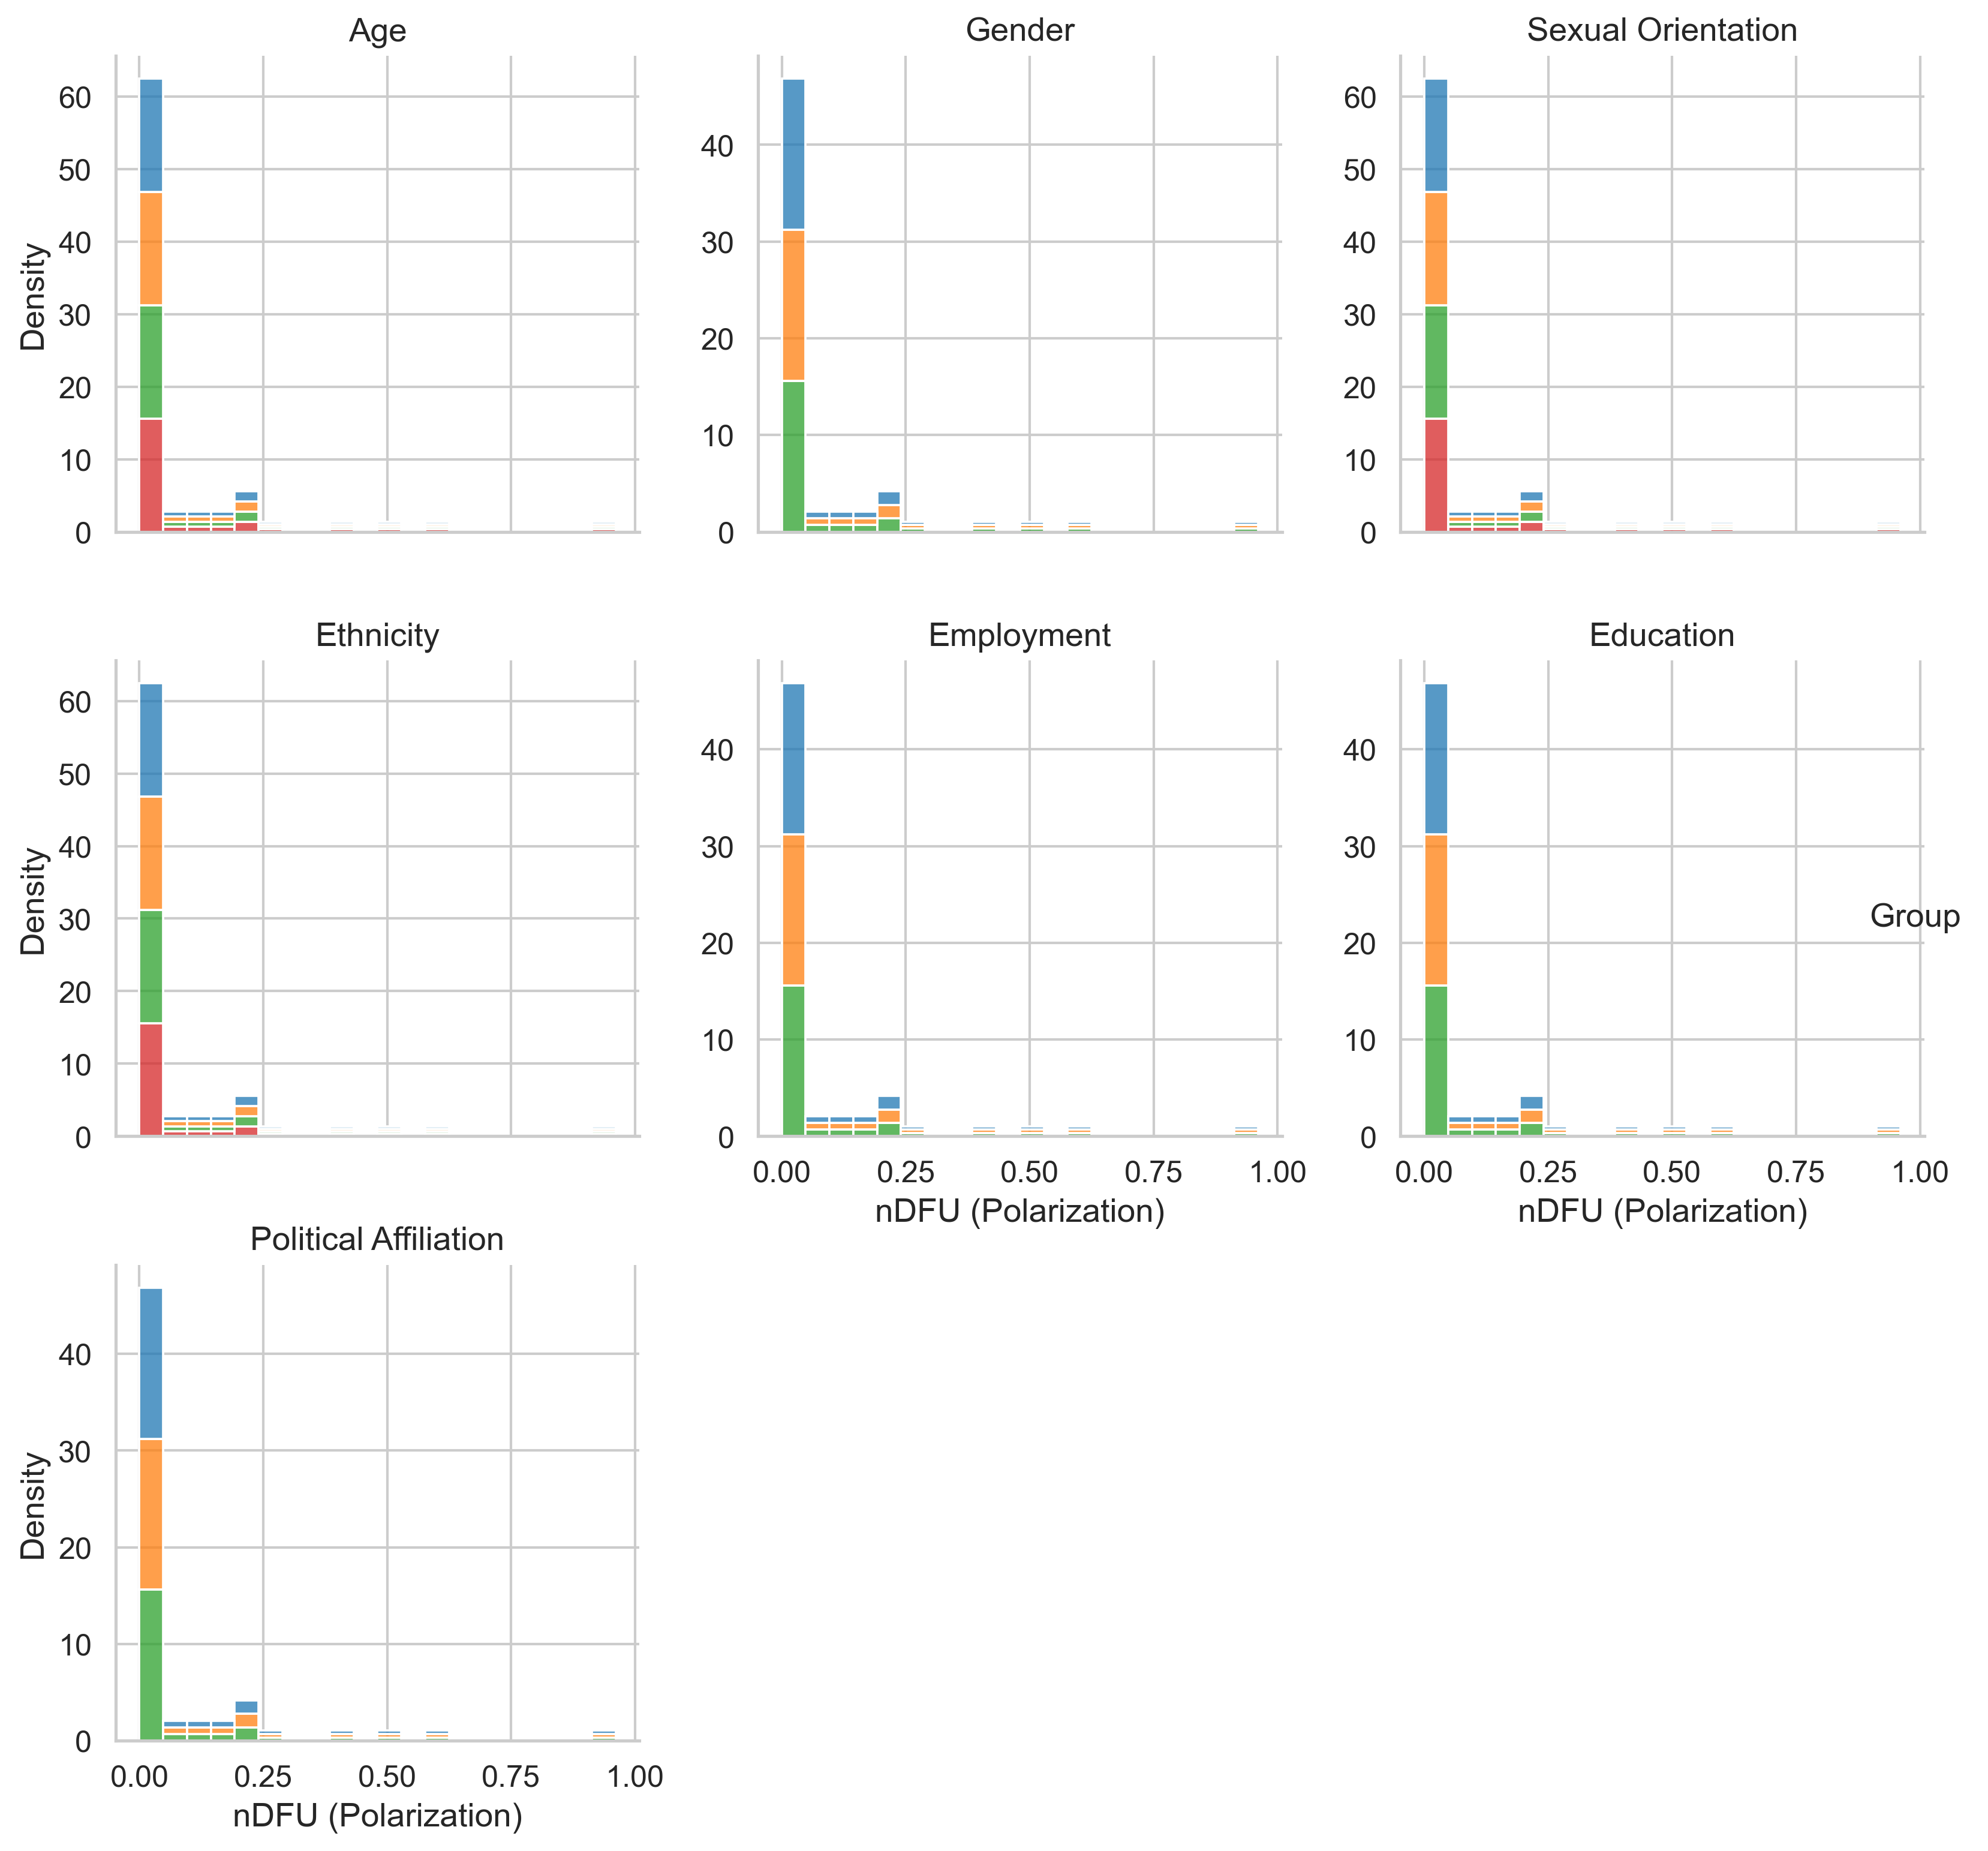 Age
Gender
Sexual Orientation
60
50
40
30
20
10
0
Density
40
30
20
10
0
60
50
40
30
20
10
0
Ethnicity
Employment
Education
60
50
40
30
20
10
0
Density
40
30
20
10
0
0.00 0.25 0.50 0.75 1.00
nDFU (Polarization)
40
30
20
10
0
0.00 0.25 0.50 0.75 1.00
nDFU (Polarization)
Group
Political Affiliation
40
30
20
10
0
Density
0.00 0.25 0.50 0.75 1.00
nDFU (Polarization)